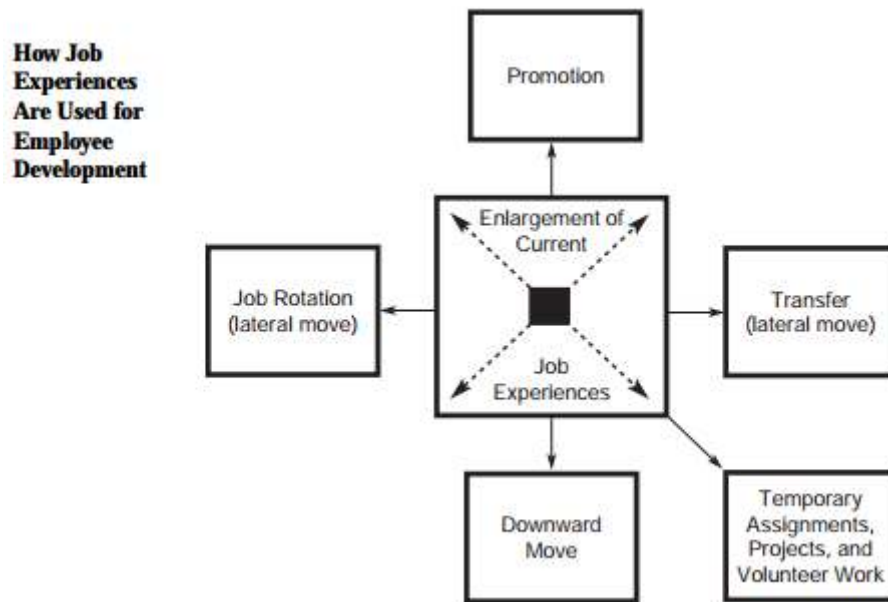 How Job
Experiences
Are Used for
Employee
Development
Promotion
Enlargement of
Current
Job Rotation
(lateral move)
Transfer
(lateral move)
Job
Experiences
Downward
Move
Temporary
Assignments,
Projects, and
Volunteer Work